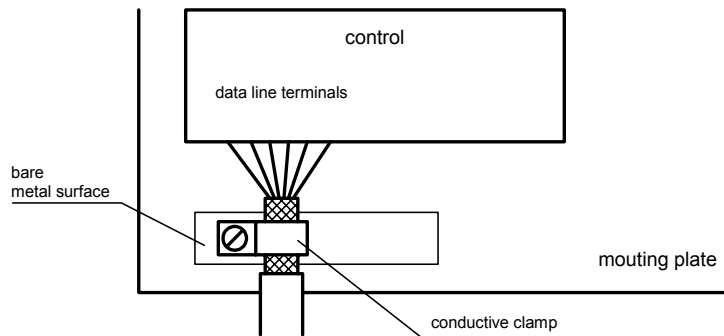 control
data line terminals
bare
metal surface
mouting plate
conductive clamp